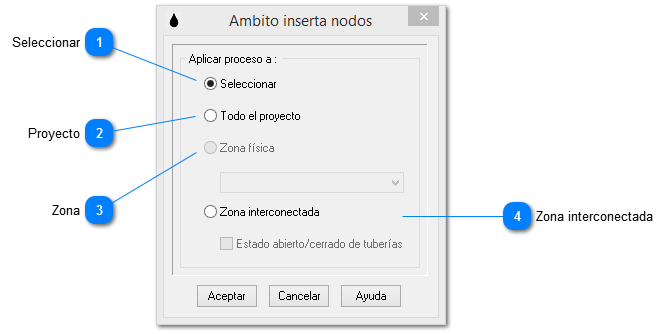 Ambito inserta nodos
Aplicar proceso a :
Seleccionar 1
Seleccionar
Todo el proyecto
Proyecto 2
Zona física
Zona 3
Zona interconectada
4 Zona interconectada
Estado abierto/cerrado de tuberías
Aceptar Cancelar Ayuda